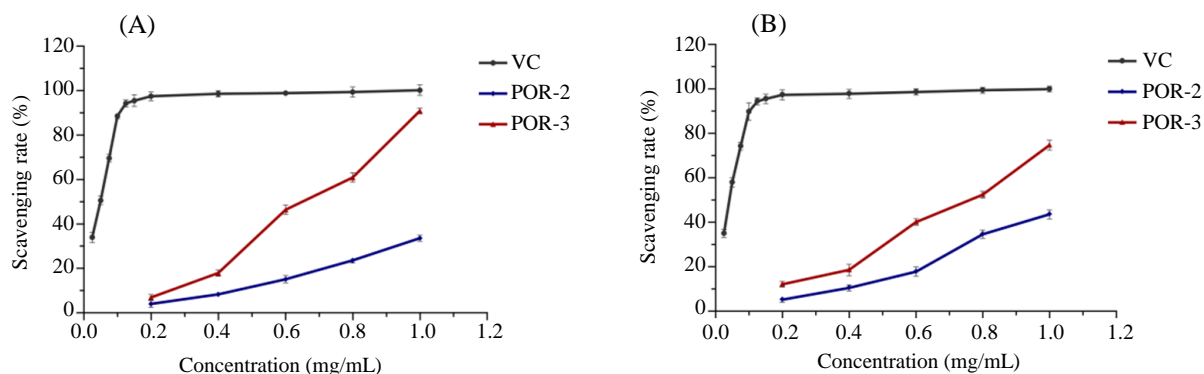 (A)
120
100
80
60
40
20
0
Scavenging rate (%)
0.0 0.2 0.4 0.6 0.8 1.0 1.2
Concentration (mg/mL)
VC
POR-2
POR-3
(B)
120
100
80
60
40
20
0
Scavenging rate (%)
0.0 0.2 0.4 0.6 0.8 1.0 1.2
Concentration (mg/mL)
VC
POR-2
POR-3